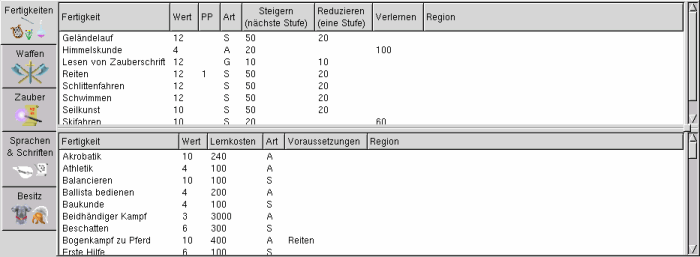 Fertigkeiten
Waffen
Zauber
Sprachen
& Schriften
Besitz
Fertigkeit Wert PP Art Steigern (nächste Stufe) Reduzieren (eine Stufe) Verlernen Region
Geländelauf 12 S 50 20
Himmelskunde 4 A 20 100
Lesen von Zauberschrift 12 G 10 10
Reiten 12 1 S 50 20
Schlittenfahren 12 S 50 20
Schwimmen 12 S 50 20
Seilkunst 10 S 50 20
Skifahren 10 S 20 60
Fertigkeit Wert Lernkosten Art Voraussetzungen Region
Akrobatik 10 240 A
Athletik 4 100 A
Balancieren 10 100 S
Ballista bedienen 4 200 A
Baukunde 4 100 S
Beidhändiger Kampf 3 3000 A
Beschatten 6 300 S
Bogenkampf zu Pferd 10 400 A Reiten
Erste Hilfe 6 100 S